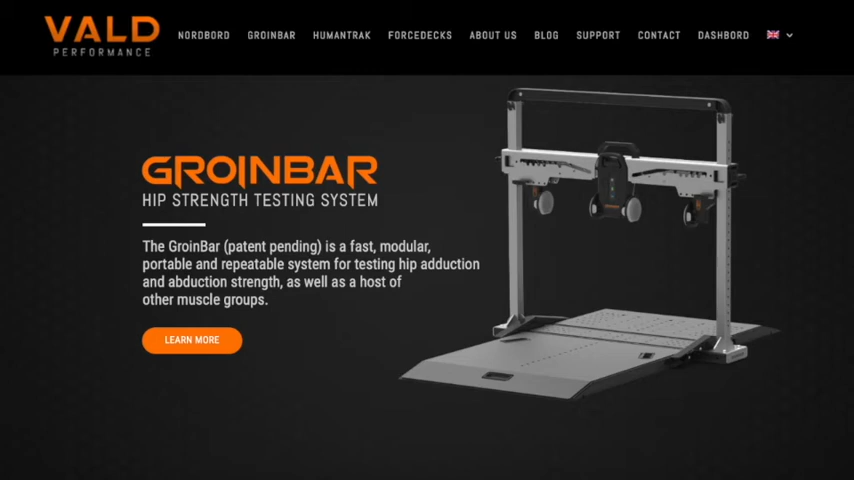 VALD
PERFORMANCE
NORDBORD GROINBAR HUMANTRAK FORCEDECKS ABOUT US BLOG SUPPORT CONTACT DASHBORD
GROINBAR
HIP STRENGTH TESTING SYSTEM
The GroinBar (patent pending) is a fast, modular,
portable and repeatable system for testing hip adduction
and abduction strength, as well as a host of
other muscle groups.
LEARN MORE